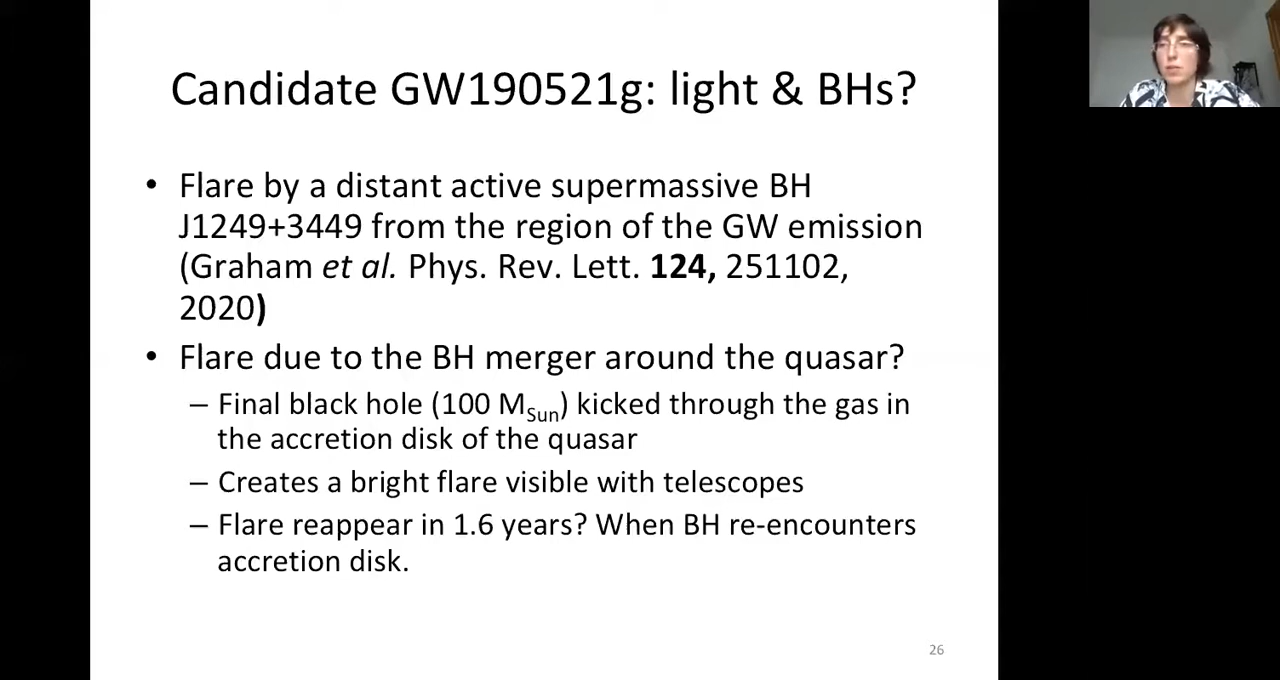 Candidate GW190521g: light & BHs?
• Flare by a distant active supermassive BH
J1249+3449 from the region of the GW emission
(Graham et al. Phys. Rev. Lett. 124, 251102,
2020)
• Flare due to the BH merger around the quasar?
– Final black hole (100 MSun) kicked through the gas in
the accretion disk of the quasar
– Creates a bright flare visible with telescopes
– Flare reappear in 1.6 years? When BH re-encounters
accretion disk.
26